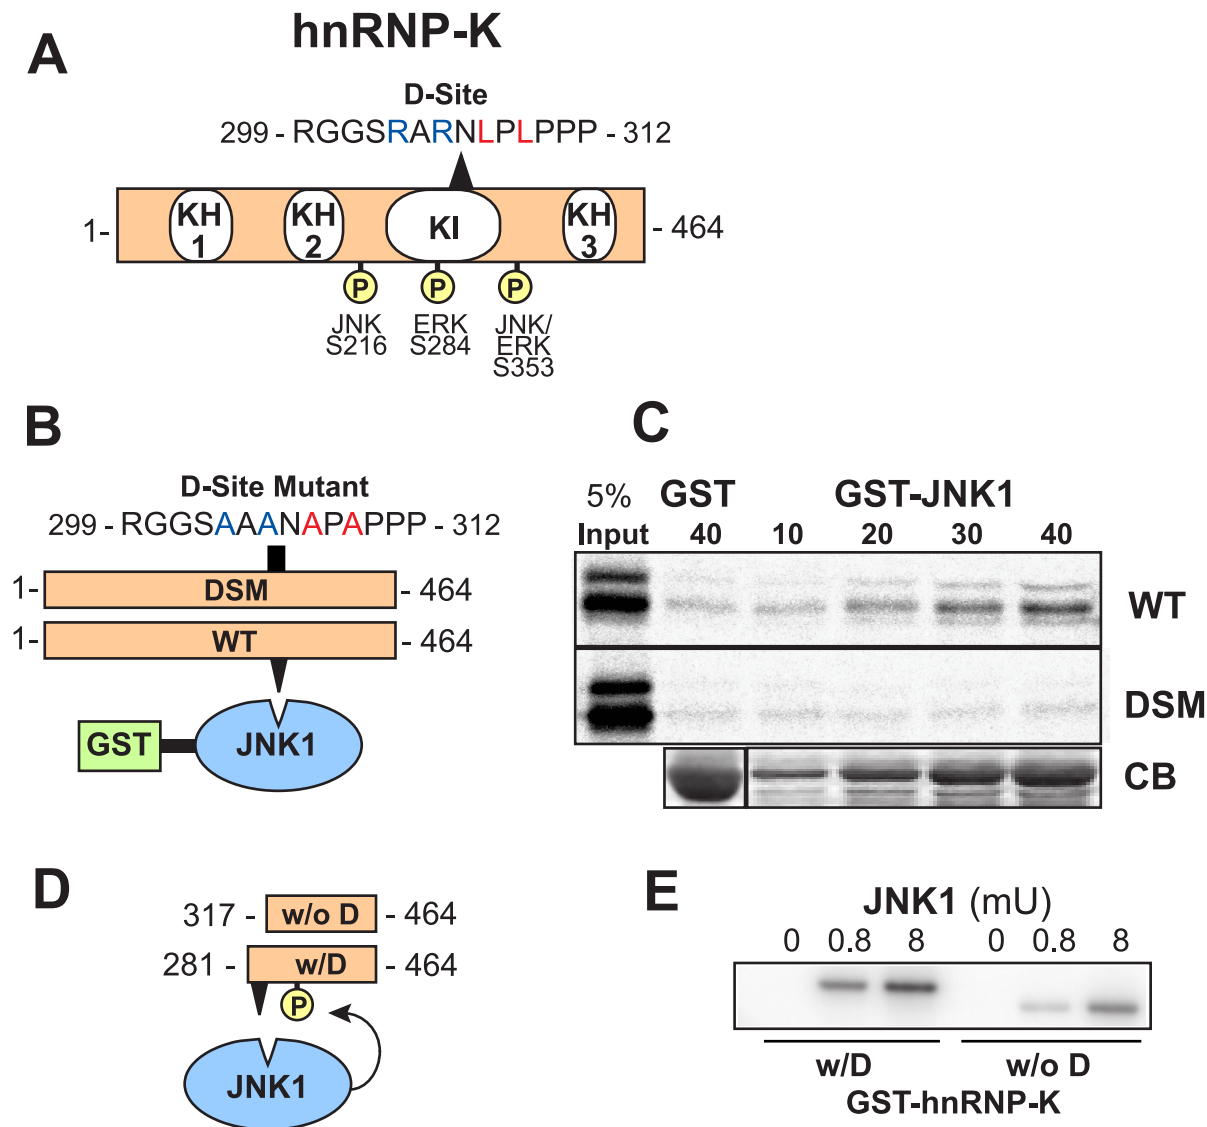 A
hnRNP-K
D-Site
299 - RGGSRARNLPLPPP - 312
1-
KH 1
KH 2
KI
KH 3
- 464
P
P
P
JNK S216
ERK S284
JNK/ ERK S353
B
D-Site Mutant
299 - RGGSAAANAPAPPP - 312
1-
DSM
- 464
1-
WT
- 464
GST
JNK1
C
5% GST GST-JNK1
Input 40 10 20 30 40
WT
DSM
CB
D
317 - w/o D - 464
281 - w/D - 464
P
JNK1
E
JNK1 (mU)
0 0.8 8 0 0.8 8
w/D w/o D
GST-hnRNP-K